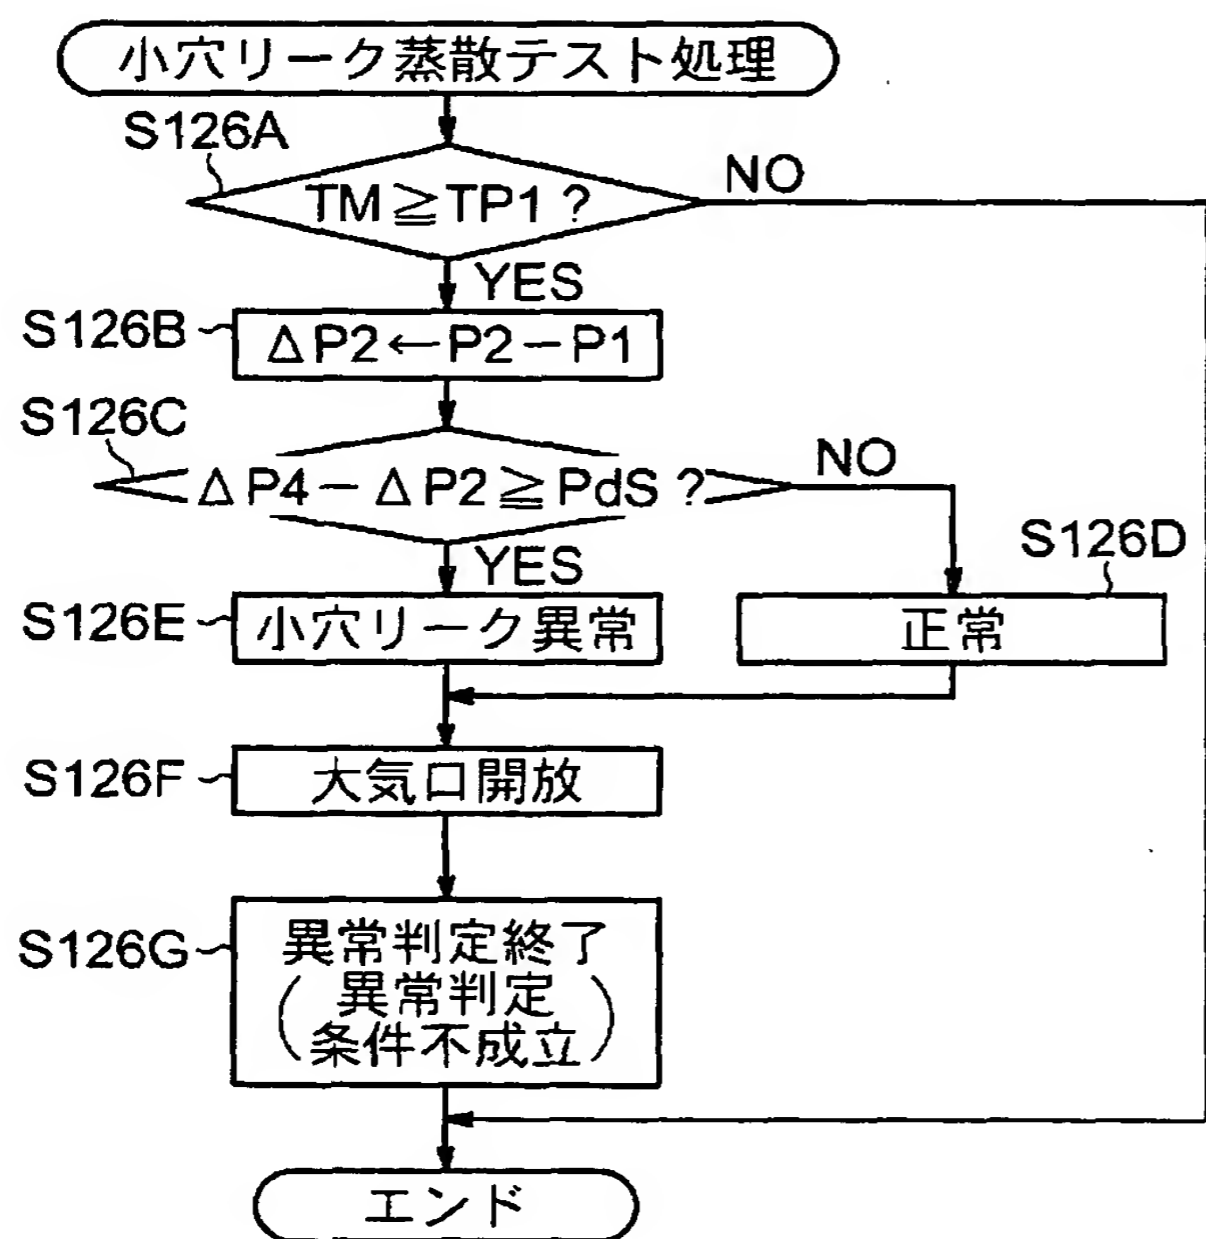 小穴リーク蒸散テスト処理
S126A
TM≧TP1?
NO
YES
S126B
ΔP2←P2−P1
S126C
ΔP4−ΔP2≧PdS?
NO
YES
S126D
S126E
小穴リーク異常
正常
S126F
大気口開放
S126G
異常判定終了
(異常判定
条件不成立)
エンド